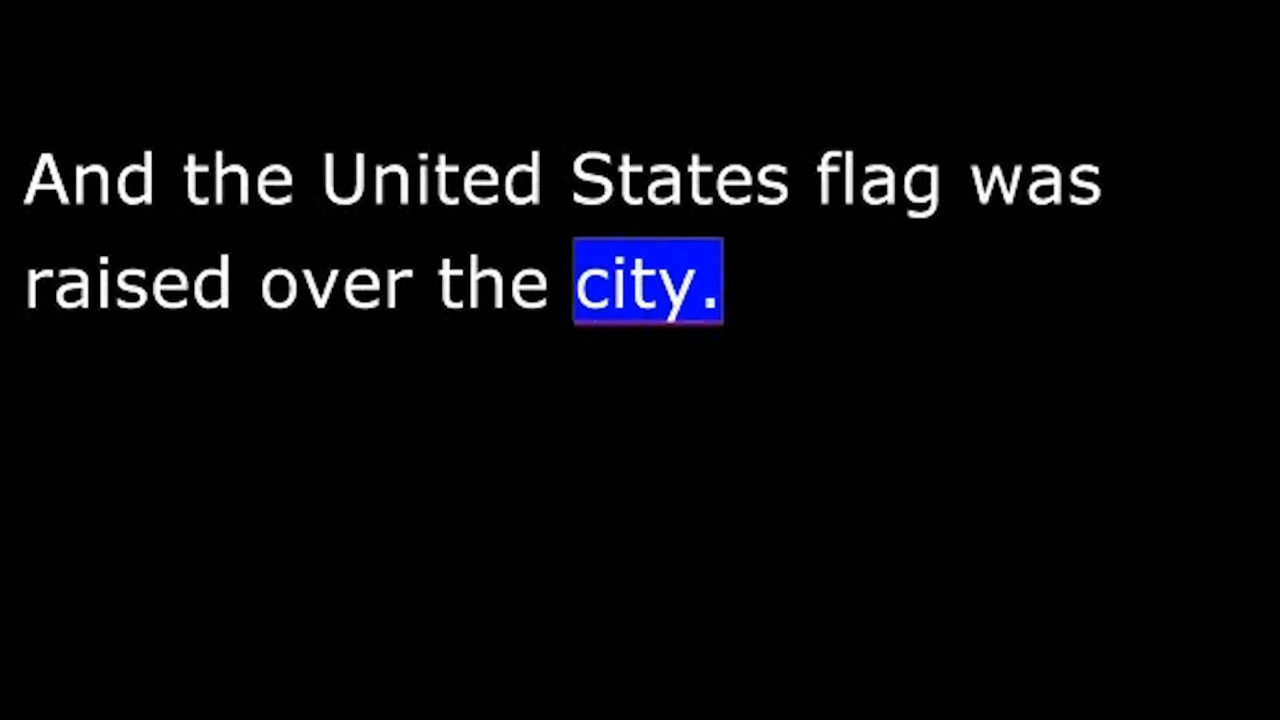 And the United States flag was
raised over the city.